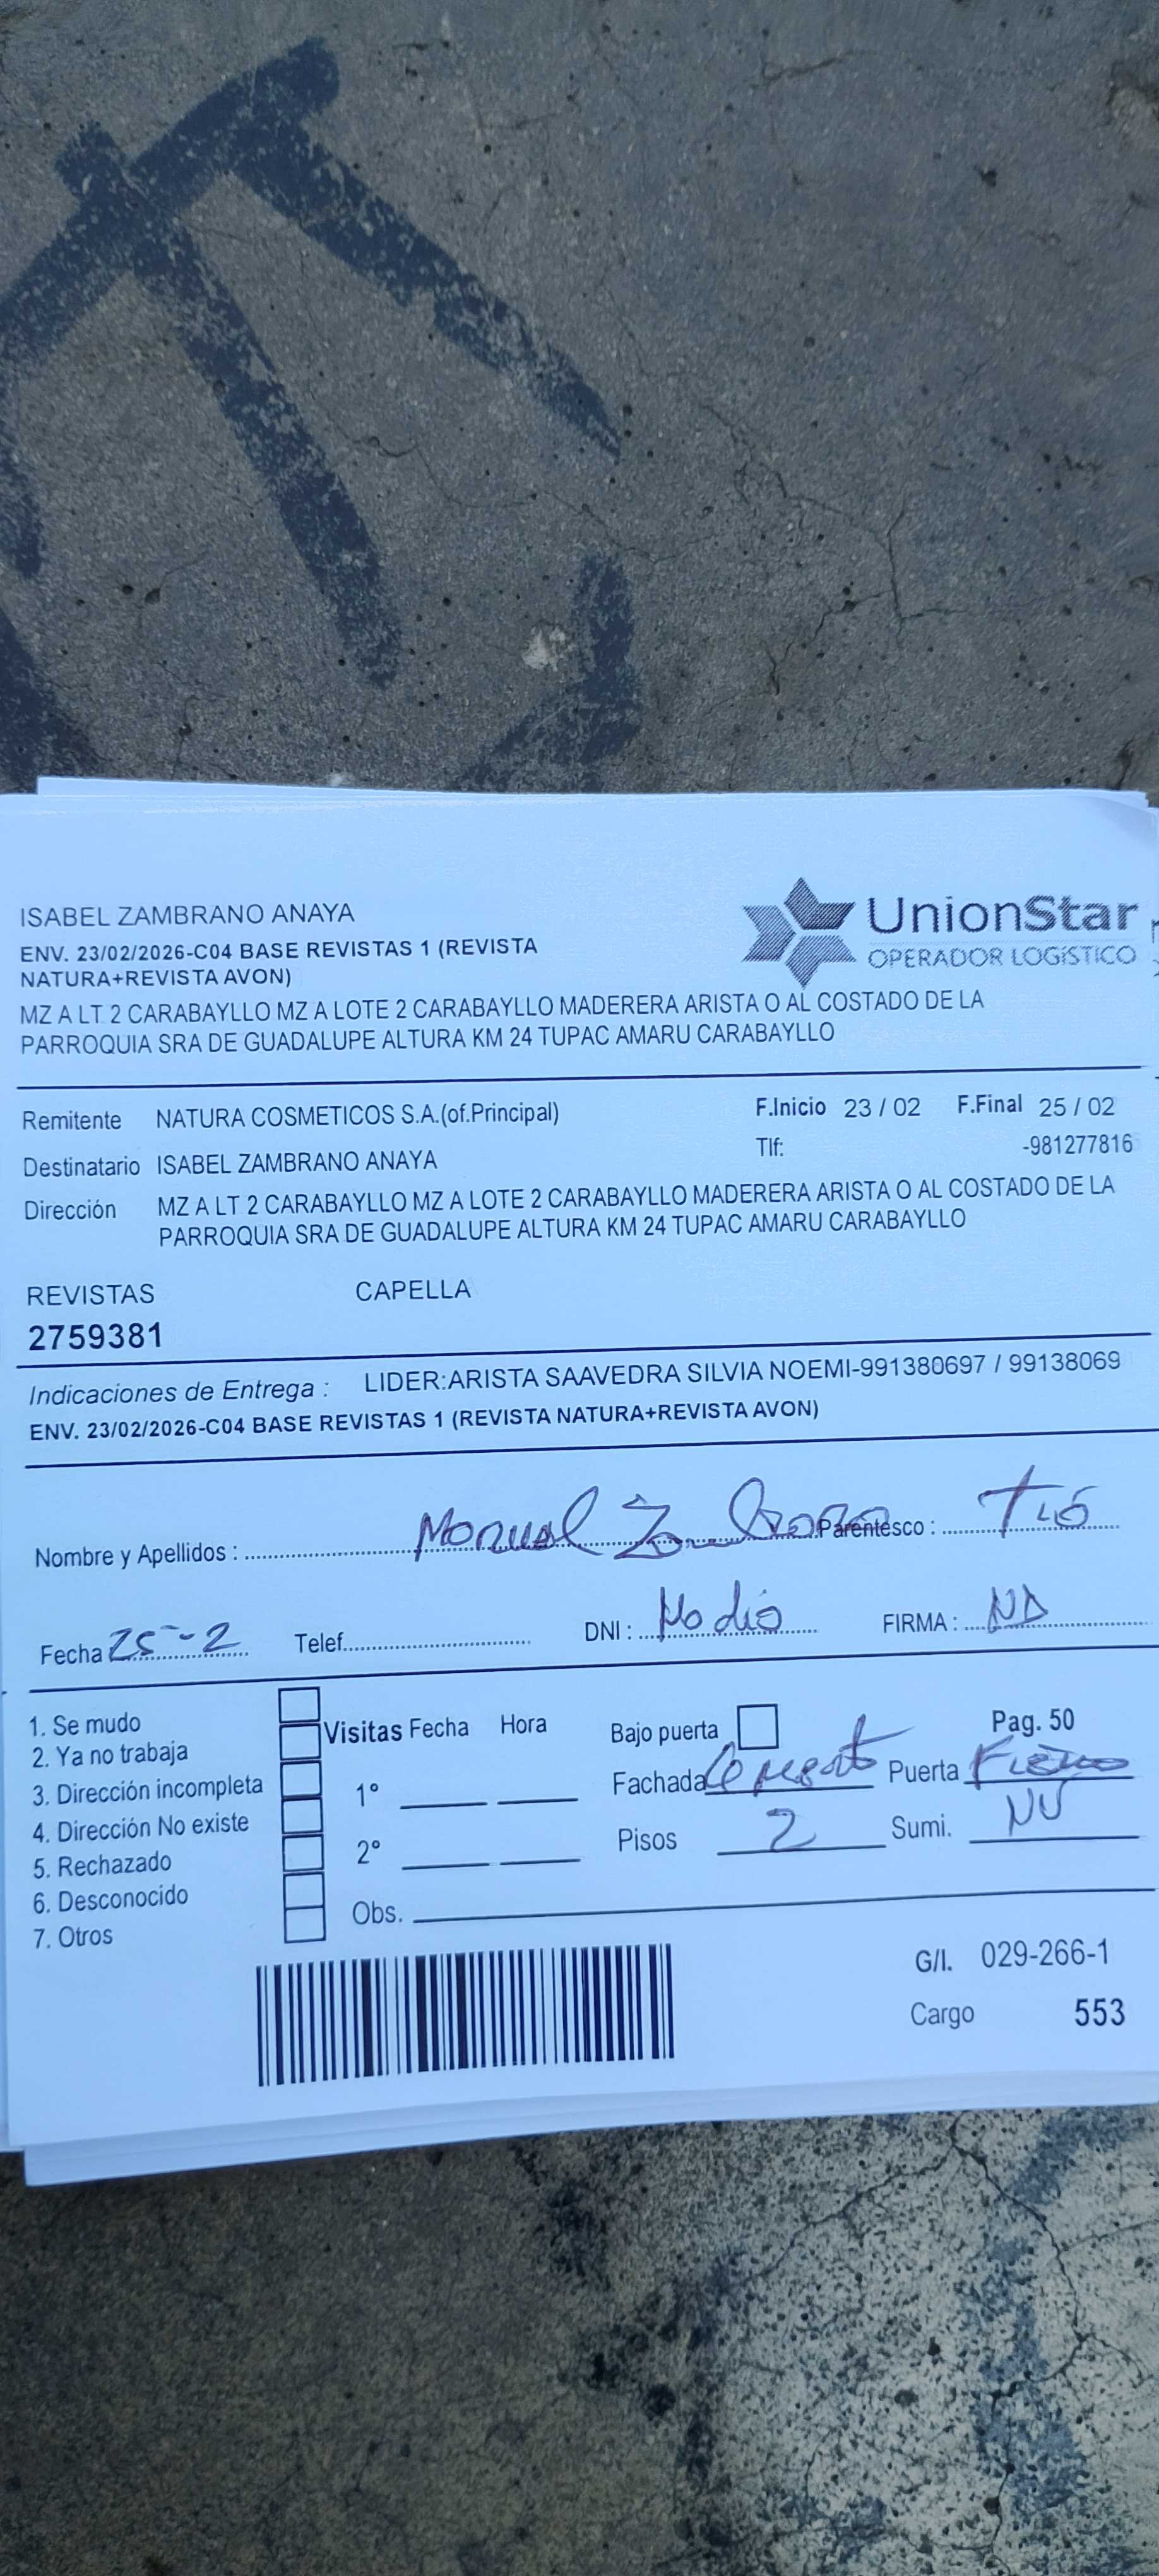 ISABEL ZAMBRANO ANAYA
UnionStar
OPERADOR LOGÍSTICO
ENV. 23/02/2026-C04 BASE REVISTAS 1 (REVISTA
NATURA+REVISTA AVON)
MZ A LT 2 CARABAYLLO MZ A LOTE 2 CARABAYLLO MADERERA ARISTA O AL COSTADO DE LA
PARROQUIA SRA DE GUADALUPE ALTURA KM 24 TUPAC AMARU CARABAYLLO
Remitente NATURA COSMETICOS S.A.(of.Principal) F.Inicio 23 / 02 F.Final 25 / 02
Destinatario ISABEL ZAMBRANO ANAYA Tlf: -981277816
Dirección MZ A LT 2 CARABAYLLO MZ A LOTE 2 CARABAYLLO MADERERA ARISTA O AL COSTADO DE LA
PARROQUIA SRA DE GUADALUPE ALTURA KM 24 TUPAC AMARU CARABAYLLO
REVISTAS CAPELLA
2759381
Indicaciones de Entrega : LIDER:ARISTA SAAVEDRA SILVIA NOEMI-991380697 / 99138069
ENV. 23/02/2026-C04 BASE REVISTAS 1 (REVISTA NATURA+REVISTA AVON)
Nombre y Apellidos : Manuel Zambrano Parentesco : Tió
Fecha 25-2 Telef. DNI : No dió FIRMA : ND
1. Se mudo
2. Ya no trabaja
3. Dirección incompleta
4. Dirección No existe
5. Rechazado
6. Desconocido
7. Otros
Visitas Fecha Hora
1°
2°
Obs.
Bajo puerta Pag. 50
Fachada Cemento Puerta Fierro
Pisos 2 Sumi. NV
G/I. 029-266-1
Cargo 553